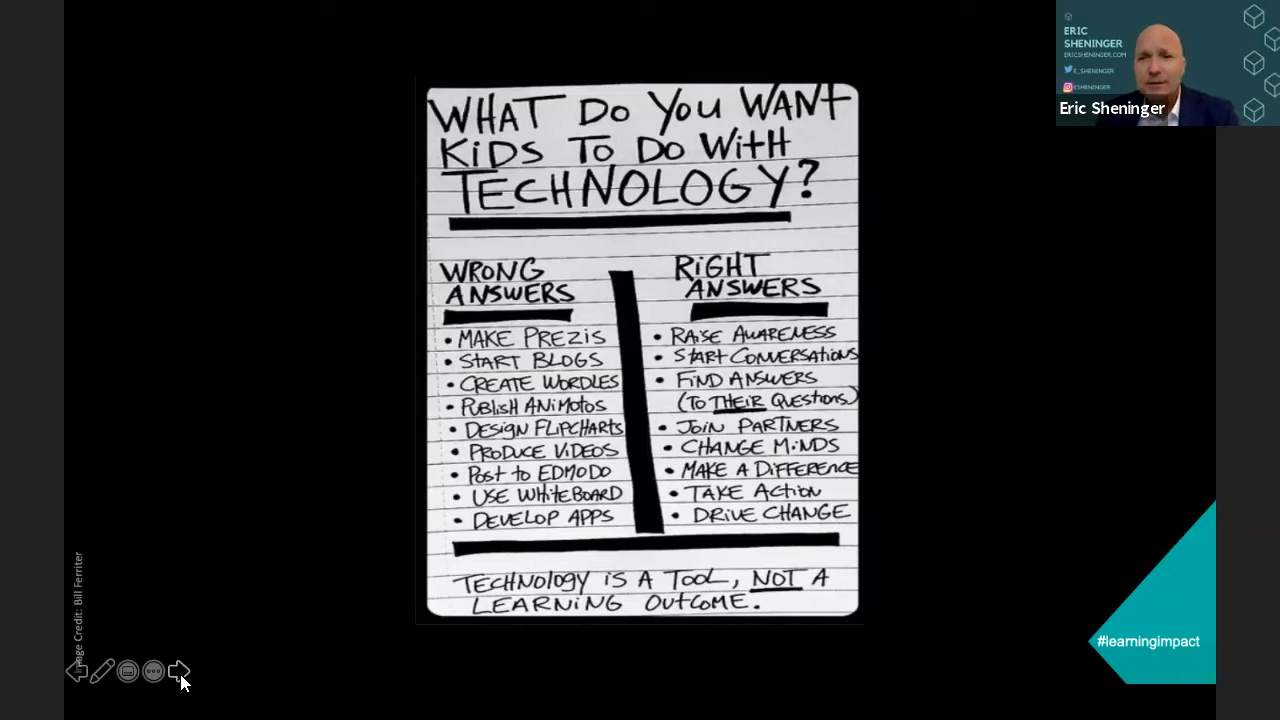 WHAT DO YOU WANT
KIDS TO DO WITH
TECHNOLOGY?
WRONG
ANSWERS
• MAKE PREZIS
• START BLOGS
• CREATE WORDLES
• PUBLISH ANIMOTOS
• DESIGN FLIPCHARTS
• PRODUCE VIDEOS
• POST TO EDMODO
• USE WHITEBOARD
• DEVELOP APPS
RIGHT
ANSWERS
• RAISE AWARENESS
• START CONVERSATIONS
• FIND ANSWERS
(TO THEIR QUESTIONS)
• JOIN PARTNERS
• CHANGE MINDS
• MAKE A DIFFERENCE
• TAKE ACTION
• DRIVE CHANGE
TECHNOLOGY IS A TOOL, NOT A
LEARNING OUTCOME.
Image Credit: Bill Ferriter
#learningimpact
ERIC
SHENINGER
ERICSHENINGER.COM
E_SHENINGER
ESHENINGER
Eric Sheninger